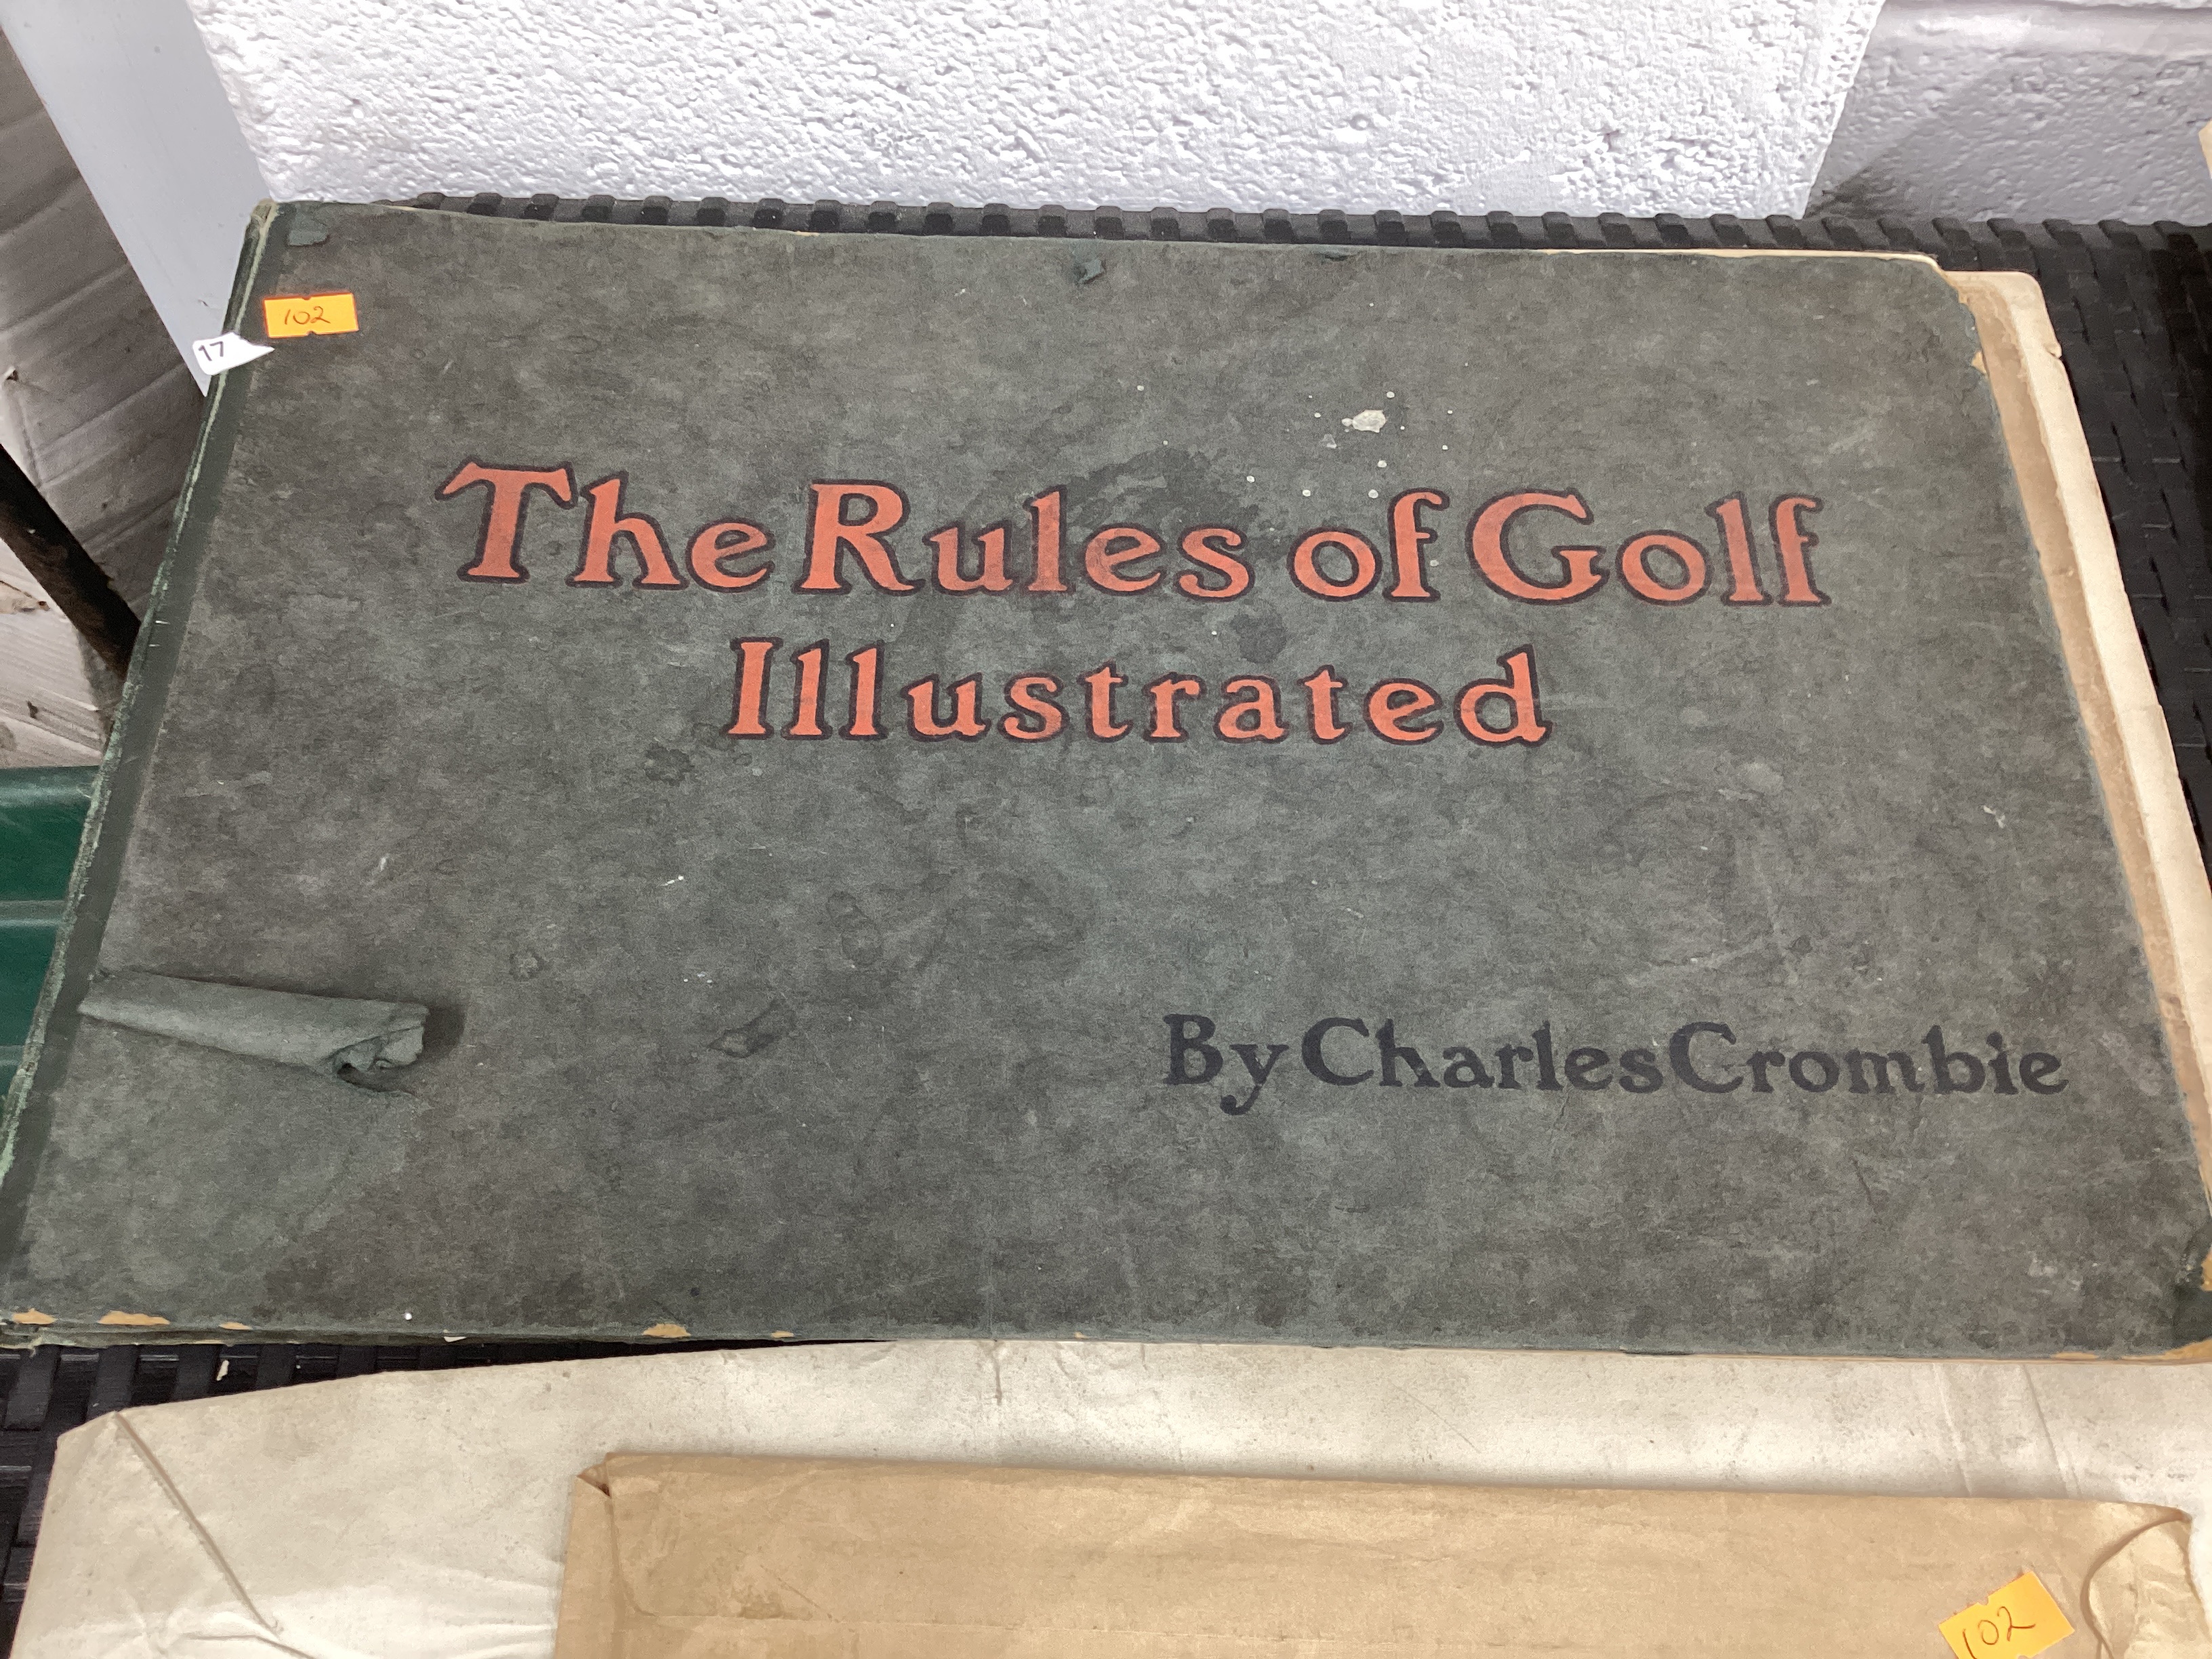 102
17
The Rules of Golf
Illustrated
By Charles Crombie
102